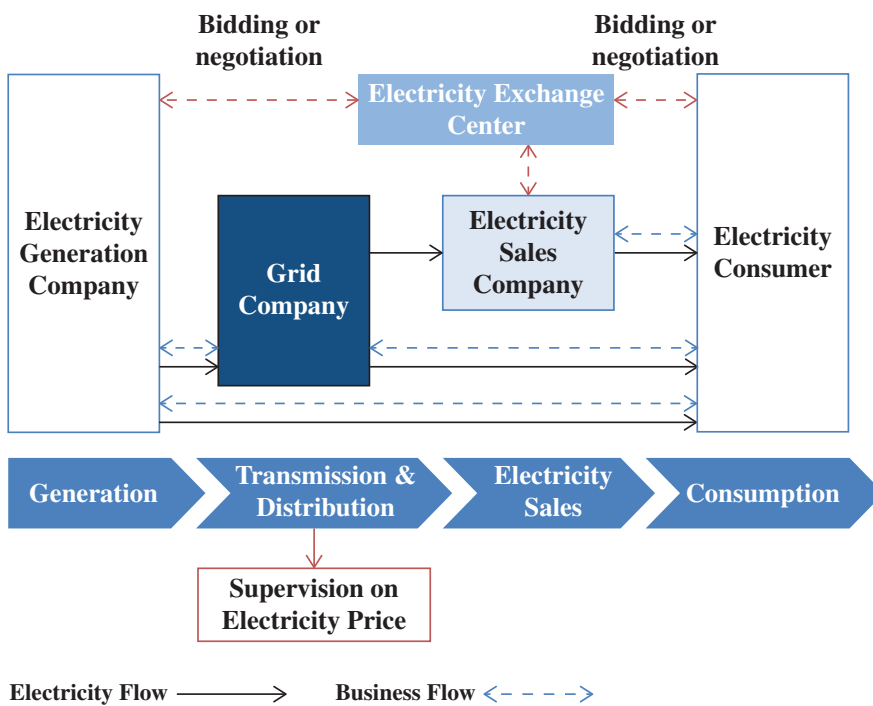 Bidding or
negotiation
Bidding or
negotiation
Electricity Exchange
Center
Electricity
Generation
Company
Grid
Company
Electricity
Sales
Company
Electricity
Consumer
Generation
Transmission &
Distribution
Electricity
Sales
Consumption
Supervision on
Electricity Price
Electricity Flow
Business Flow